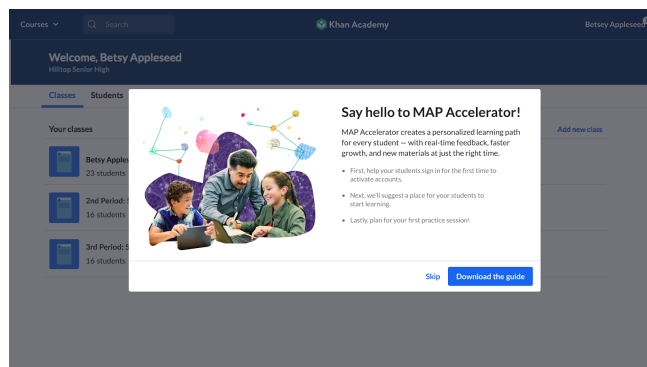 Courses
Search
Khan Academy
Betsey Appleseed
Welcome, Betsy Appleseed
Hilltop Senior High
Classes Students
Your classes
Add new class
Betsy Apples
23 students
2nd Period: S
16 students
3rd Period: S
16 students
Say hello to MAP Accelerator!
MAP Accelerator creates a personalized learning path
for every student — with real-time feedback, faster
growth, and new materials at just the right time.
• First, help your students sign in for the first time to
activate accounts.
• Next, we'll suggest a place for your students to
start learning.
• Lastly, plan for your first practice session!
Skip
Download the guide